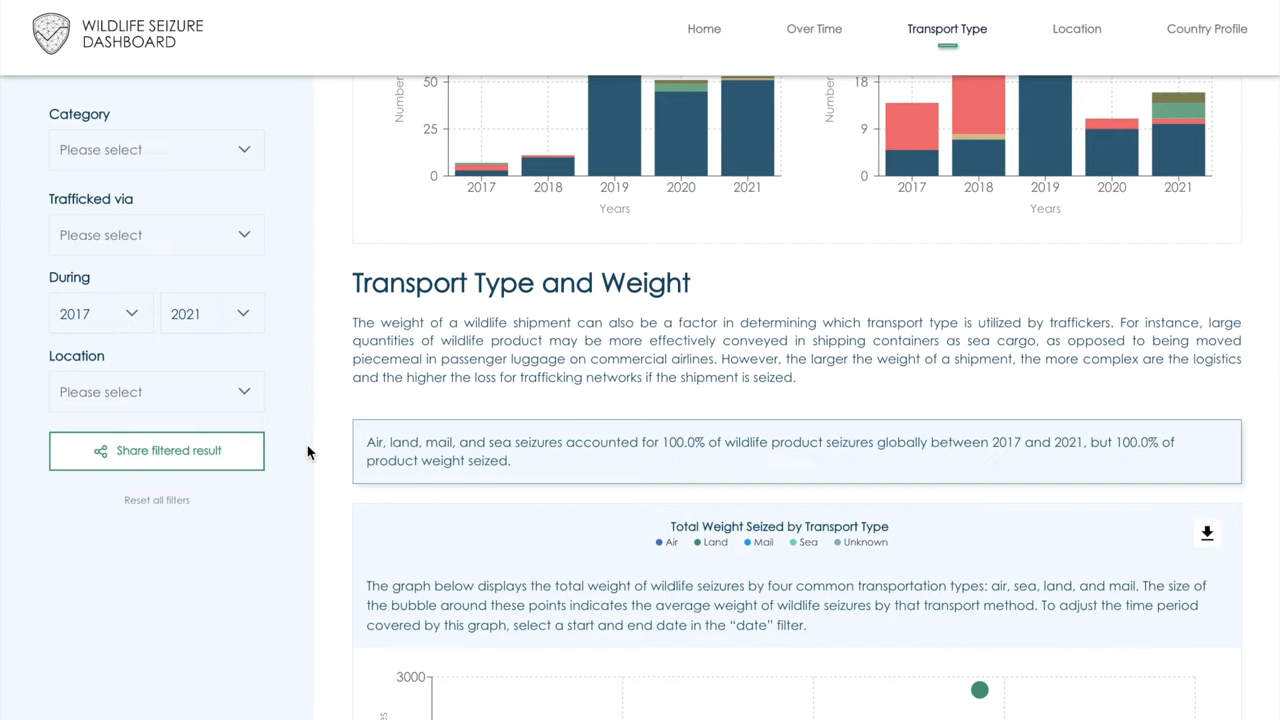 WILDLIFE SEIZURE
DASHBOARD
Home
Over Time
Transport Type
Location
Country Profile
Category
Please select
Trafficked via
Please select
During
2017
2021
Location
Please select
Share filtered result
Reset all filters
Number
50
25
0
2017
2018
2019
2020
2021
Years
Number
18
9
0
2017
2018
2019
2020
2021
Years
Transport Type and Weight
The weight of a wildlife shipment can also be a factor in determining which transport type is utilized by traffickers. For instance, large
quantities of wildlife product may be more effectively conveyed in shipping containers as sea cargo, as opposed to being moved
piecemeal in passenger luggage on commercial airlines. However, the larger the weight of a shipment, the more complex are the logistics
and the higher the loss for trafficking networks if the shipment is seized.
Air, land, mail, and sea seizures accounted for 100.0% of wildlife product seizures globally between 2017 and 2021, but 100.0% of
product weight seized.
Total Weight Seized by Transport Type
Air
Land
Mail
Sea
Unknown
The graph below displays the total weight of wildlife seizures by four common transportation types: air, sea, land, and mail. The size of
the bubble around these points indicates the average weight of wildlife seizures by that transport method. To adjust the time period
covered by this graph, select a start and end date in the “date” filter.
3000